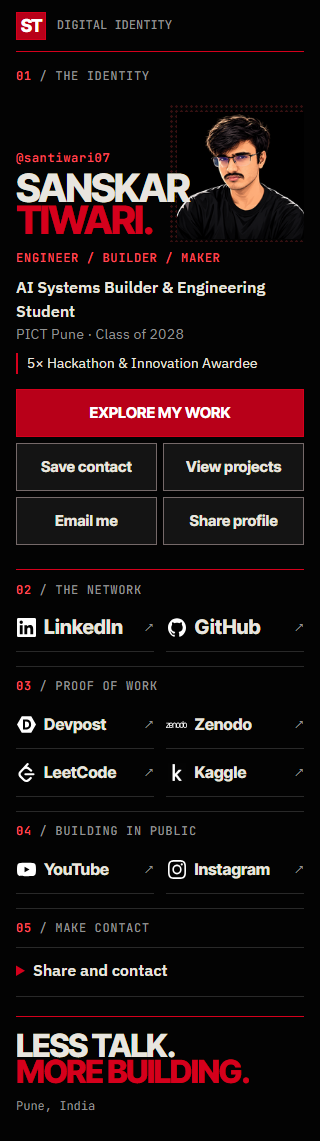 ST DIGITAL IDENTITY
01 / THE IDENTITY
@santiwari07
SANSKAR
TIWARI.
ENGINEER / BUILDER / MAKER
AI Systems Builder & Engineering
Student
PICT Pune · Class of 2028
5× Hackathon & Innovation Awardee
EXPLORE MY WORK
Save contact View projects
Email me Share profile
02 / THE NETWORK
LinkedIn ↗ GitHub ↗
03 / PROOF OF WORK
Devpost ↗ zenodo Zenodo ↗
LeetCode ↗ k Kaggle ↗
04 / BUILDING IN PUBLIC
YouTube ↗ Instagram ↗
05 / MAKE CONTACT
Share and contact
LESS TALK.
MORE BUILDING.
Pune, India